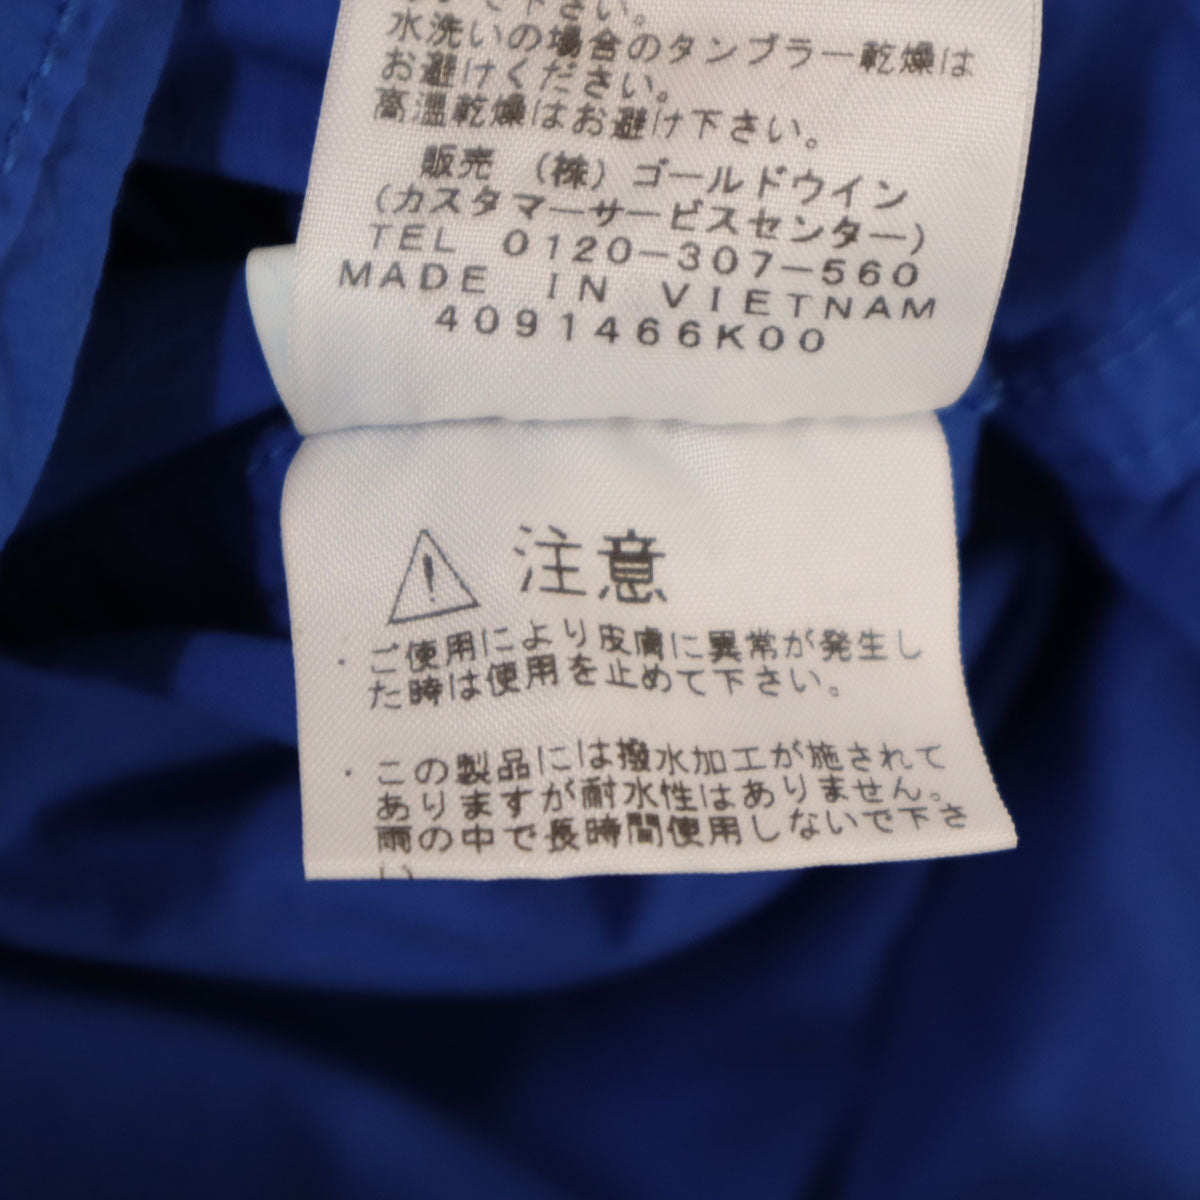 下さい。
水洗いの場合のタンブラー乾燥は
お避けください。
高温乾燥はお避け下さい。
販売 (株) ゴールドウイン
(カスタマーサービスセンター)
TEL 0120-307-560
MADE IN VIETNAM
4091466K00
注意
・ご使用により皮膚に異常が発生し
た時は使用を止めて下さい。
・この製品には撥水加工が施されて
ありますが耐水性はありません。
雨の中で長時間使用しないで下さ
い